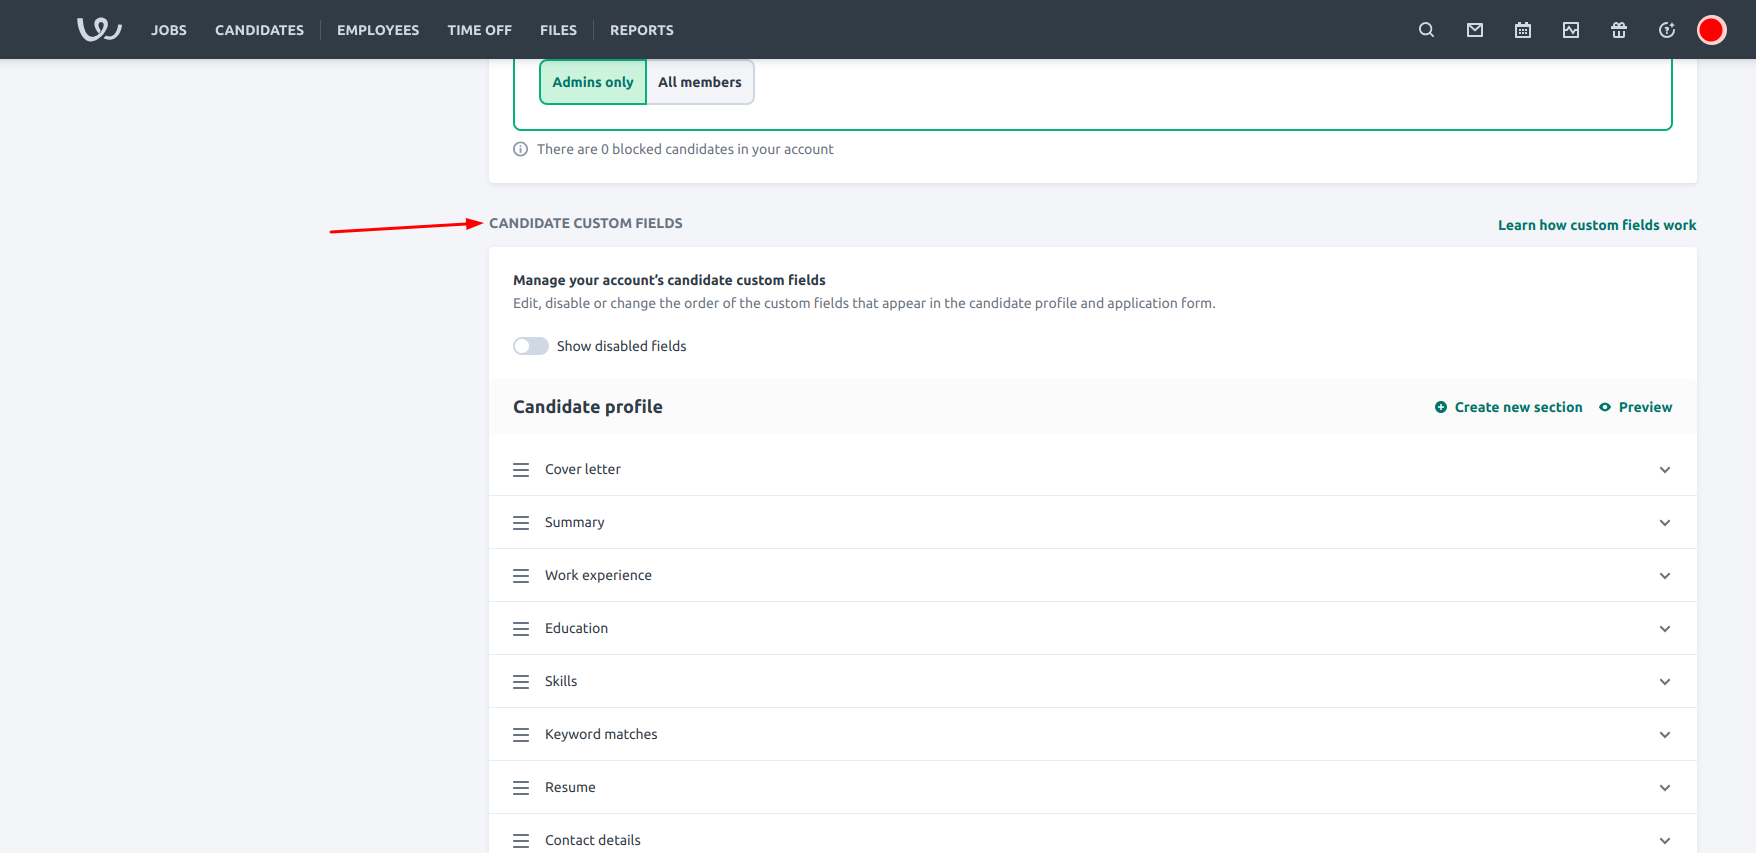 JOBS CANDIDATES EMPLOYEES TIME OFF FILES REPORTS
Admins only All members
There are 0 blocked candidates in your account
CANDIDATE CUSTOM FIELDS Learn how custom fields work
Manage your account’s candidate custom fields
Edit, disable or change the order of the custom fields that appear in the candidate profile and application form.
Show disabled fields
Candidate profile Create new section Preview
Cover letter
Summary
Work experience
Education
Skills
Keyword matches
Resume
Contact details